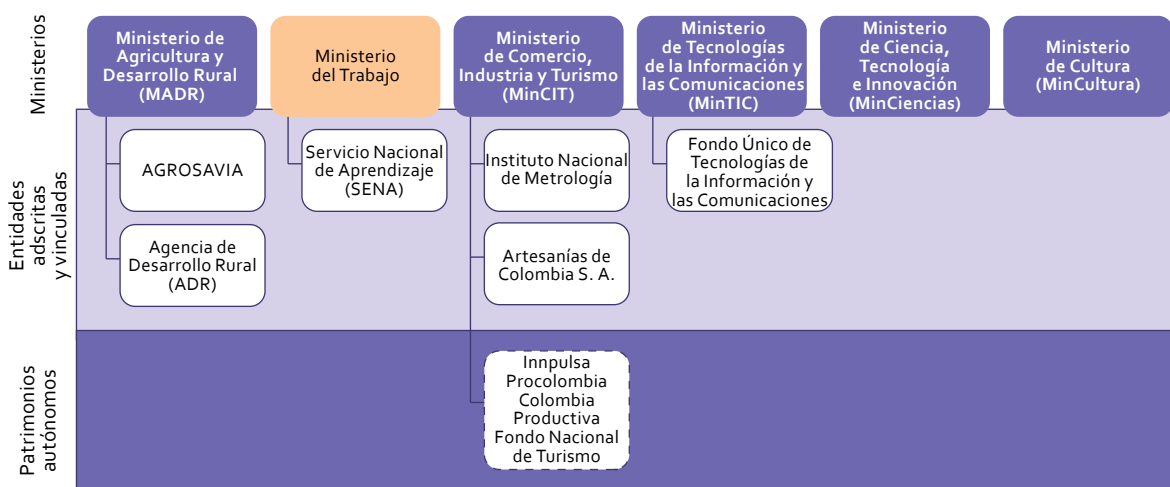 Ministerios
Ministerio de
Agricultura y
Desarrollo Rural
(MADR)
Ministerio
del Trabajo
Ministerio
de Comercio,
Industria y Turismo
(MinCIT)
Ministerio
de Tecnologías
de la Información y
las Comunicaciones
(MinTIC)
Ministerio
de Ciencia,
Tecnología
e Innovación
(MinCiencias)
Ministerio
de Cultura
(MinCultura)
Entidades
adscritas
y vinculadas
AGROSAVIA
Servicio Nacional
de Aprendizaje
(SENA)
Instituto Nacional
de Metrología
Fondo Único de
Tecnologías de
la Información y
las Comunicaciones
Agencia de
Desarrollo Rural
(ADR)
Artesanías de
Colombia S. A.
Patrimonios
autónomos
Innpulsa
Procolombia
Colombia
Productiva
Fondo Nacional
de Turismo